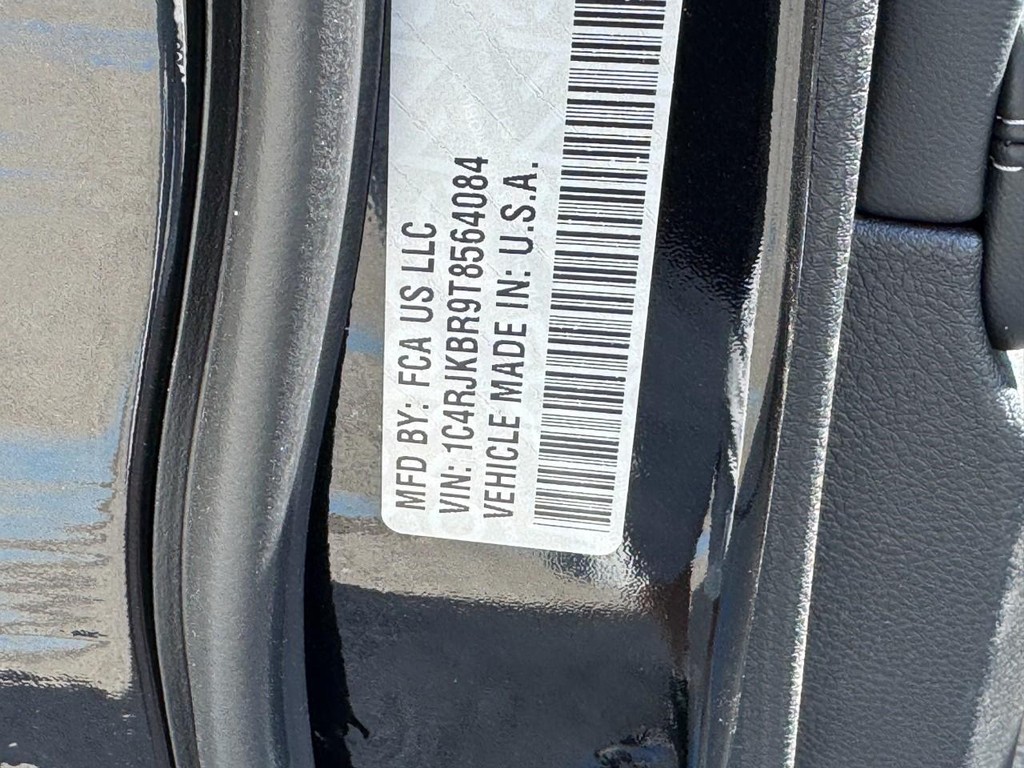 MFD BY: FCA US LLC
VIN: 1C4RJKBR9T8564084
VEHICLE MADE IN: U.S.A.